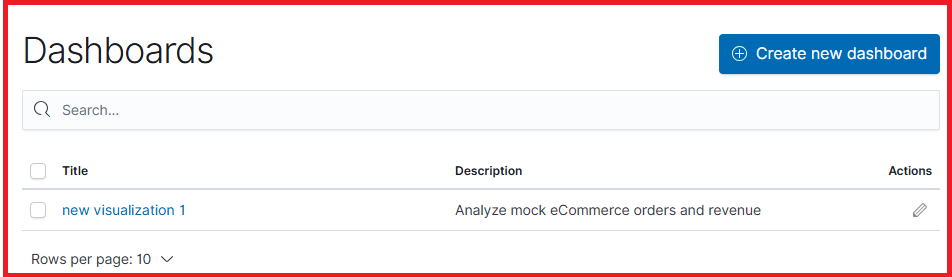 Dashboards
Create new dashboard
Search...
Title Description Actions
new visualization 1 Analyze mock eCommerce orders and revenue
Rows per page: 10